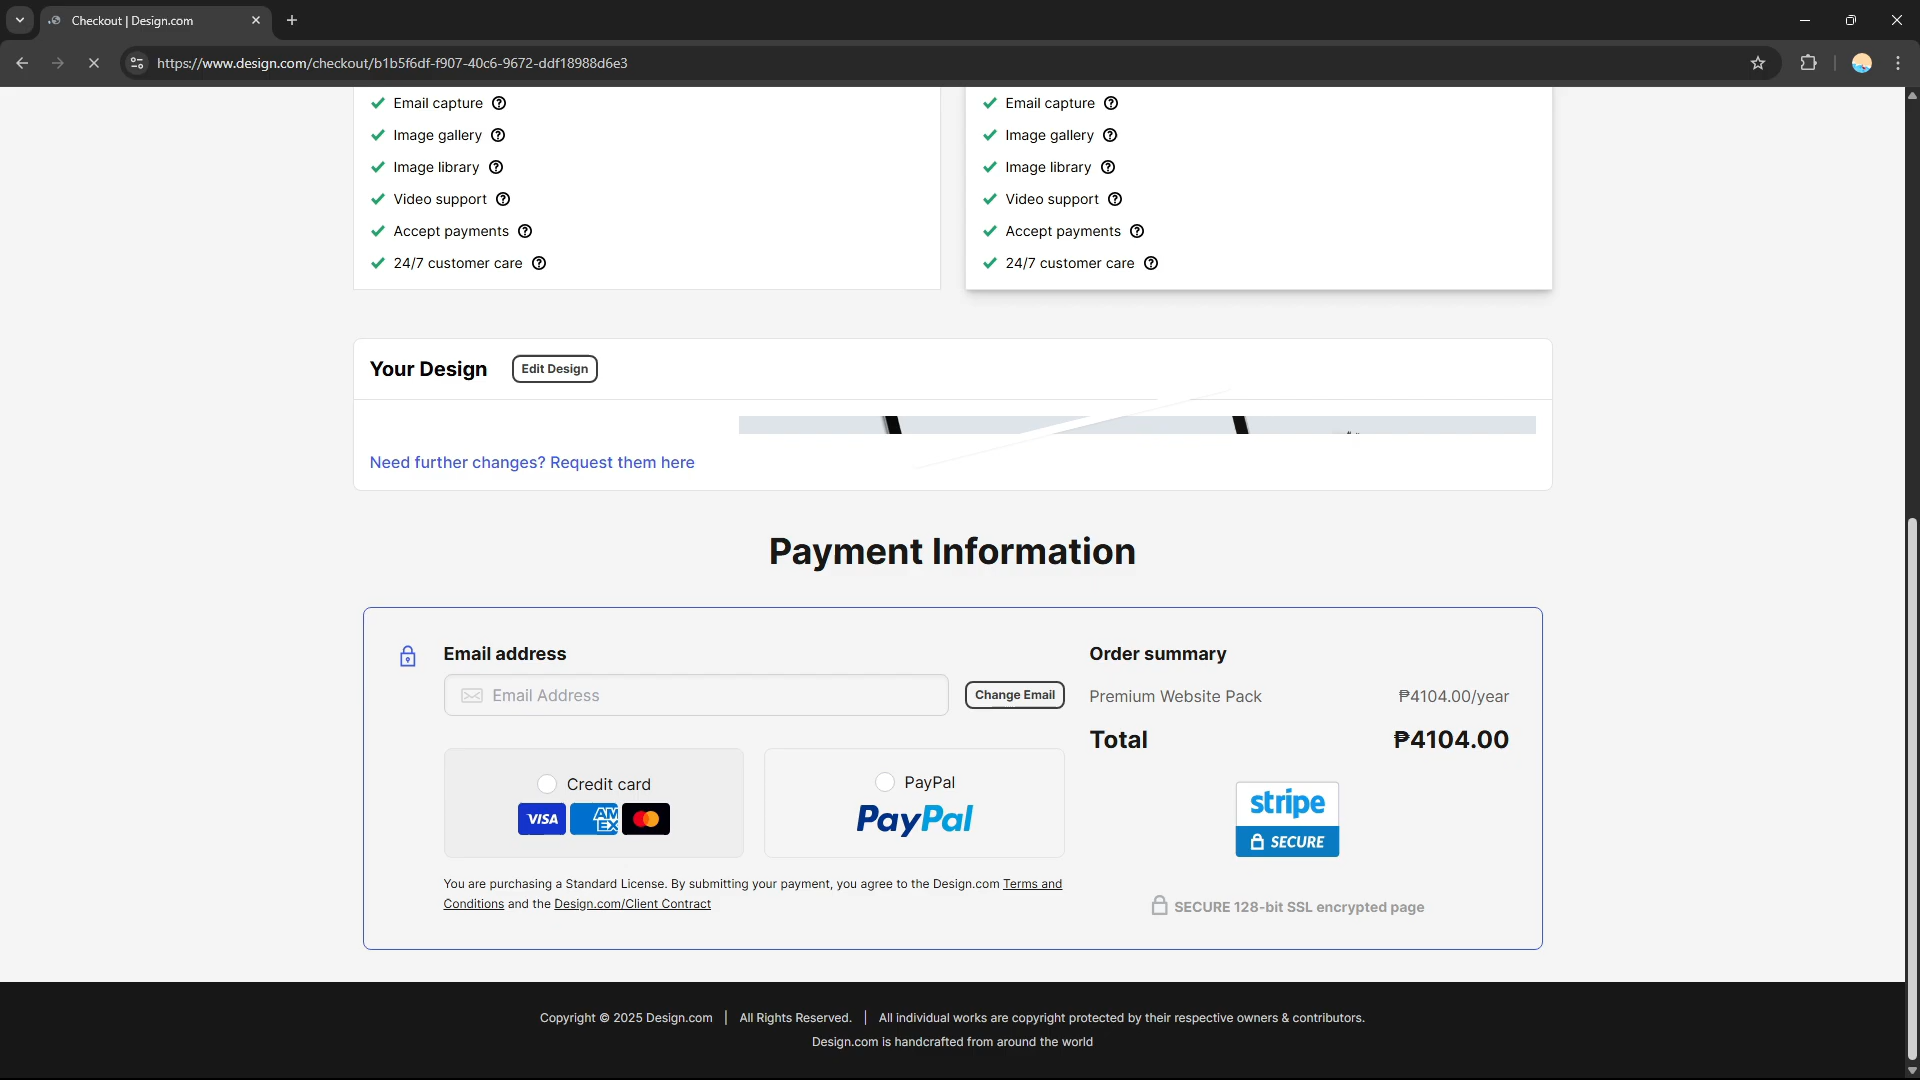 Checkout | Design.com
https://www.design.com/checkout/b1b5f6df-f907-40c6-9672-ddf18988d6e3
Email capture
Image gallery
Image library
Video support
Accept payments
24/7 customer care
Email capture
Image gallery
Image library
Video support
Accept payments
24/7 customer care
Your Design
Edit Design
Need further changes? Request them here
Payment Information
Email address
Email Address
Change Email
Credit card
VISA
AM
EX
PayPal
PayPal
You are purchasing a Standard License. By submitting your payment, you agree to the Design.com Terms and
Conditions and the Design.com/Client Contract
Order summary
Premium Website Pack ₱4104.00/year
Total ₱4104.00
stripe
SECURE
SECURE 128-bit SSL encrypted page
Copyright © 2025 Design.com | All Rights Reserved. | All individual works are copyright protected by their respective owners & contributors.
Design.com is handcrafted from around the world